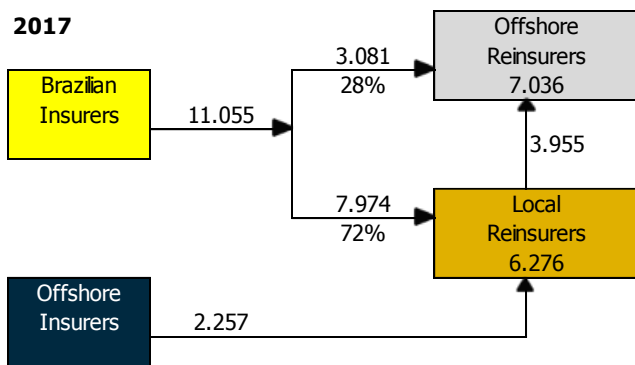 2017
Brazilian
Insurers
11.055
3.081
28%
Offshore
Reinsurers
7.036
3.955
7.974
72%
Local
Reinsurers
6.276
Offshore
Insurers
2.257